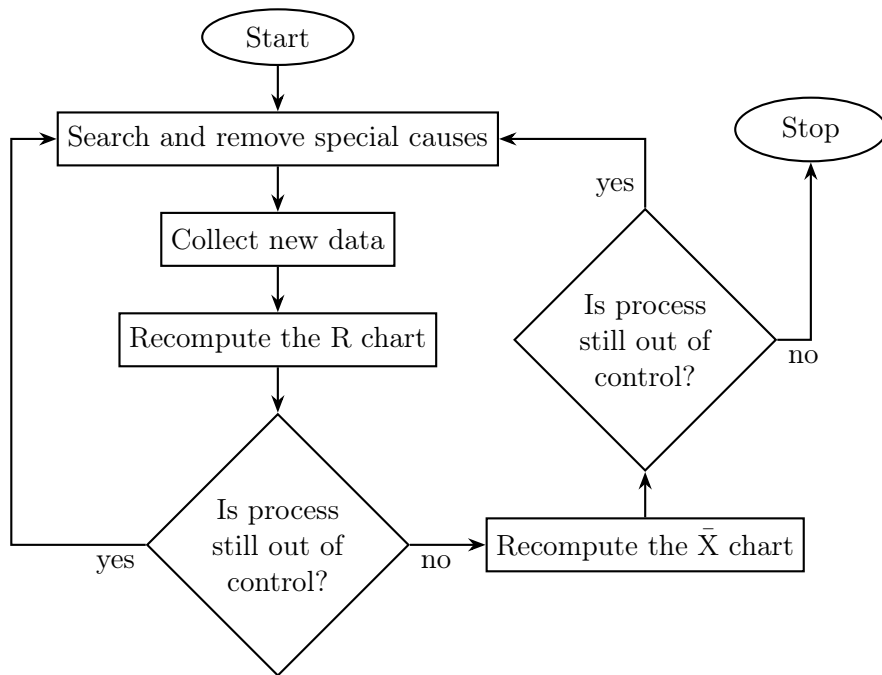 Start
Search and remove special causes
Stop
yes
Collect new data
Recompute the R chart
Is process
still out of
control?
no
Is process
still out of
control?
yes
no
Recompute the X̄ chart